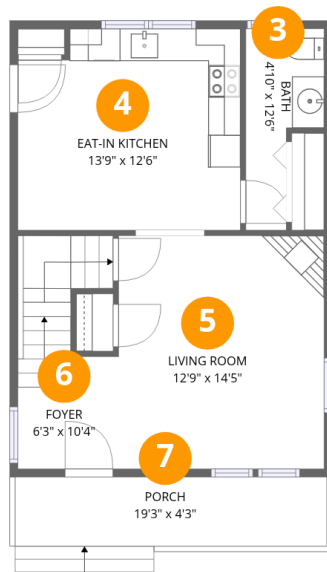 3
BATH
4'10" x 12'6"
4
EAT-IN KITCHEN
13'9" x 12'6"
5
LIVING ROOM
12'9" x 14'5"
6
FOYER
6'3" x 10'4"
7
PORCH
19'3" x 4'3"